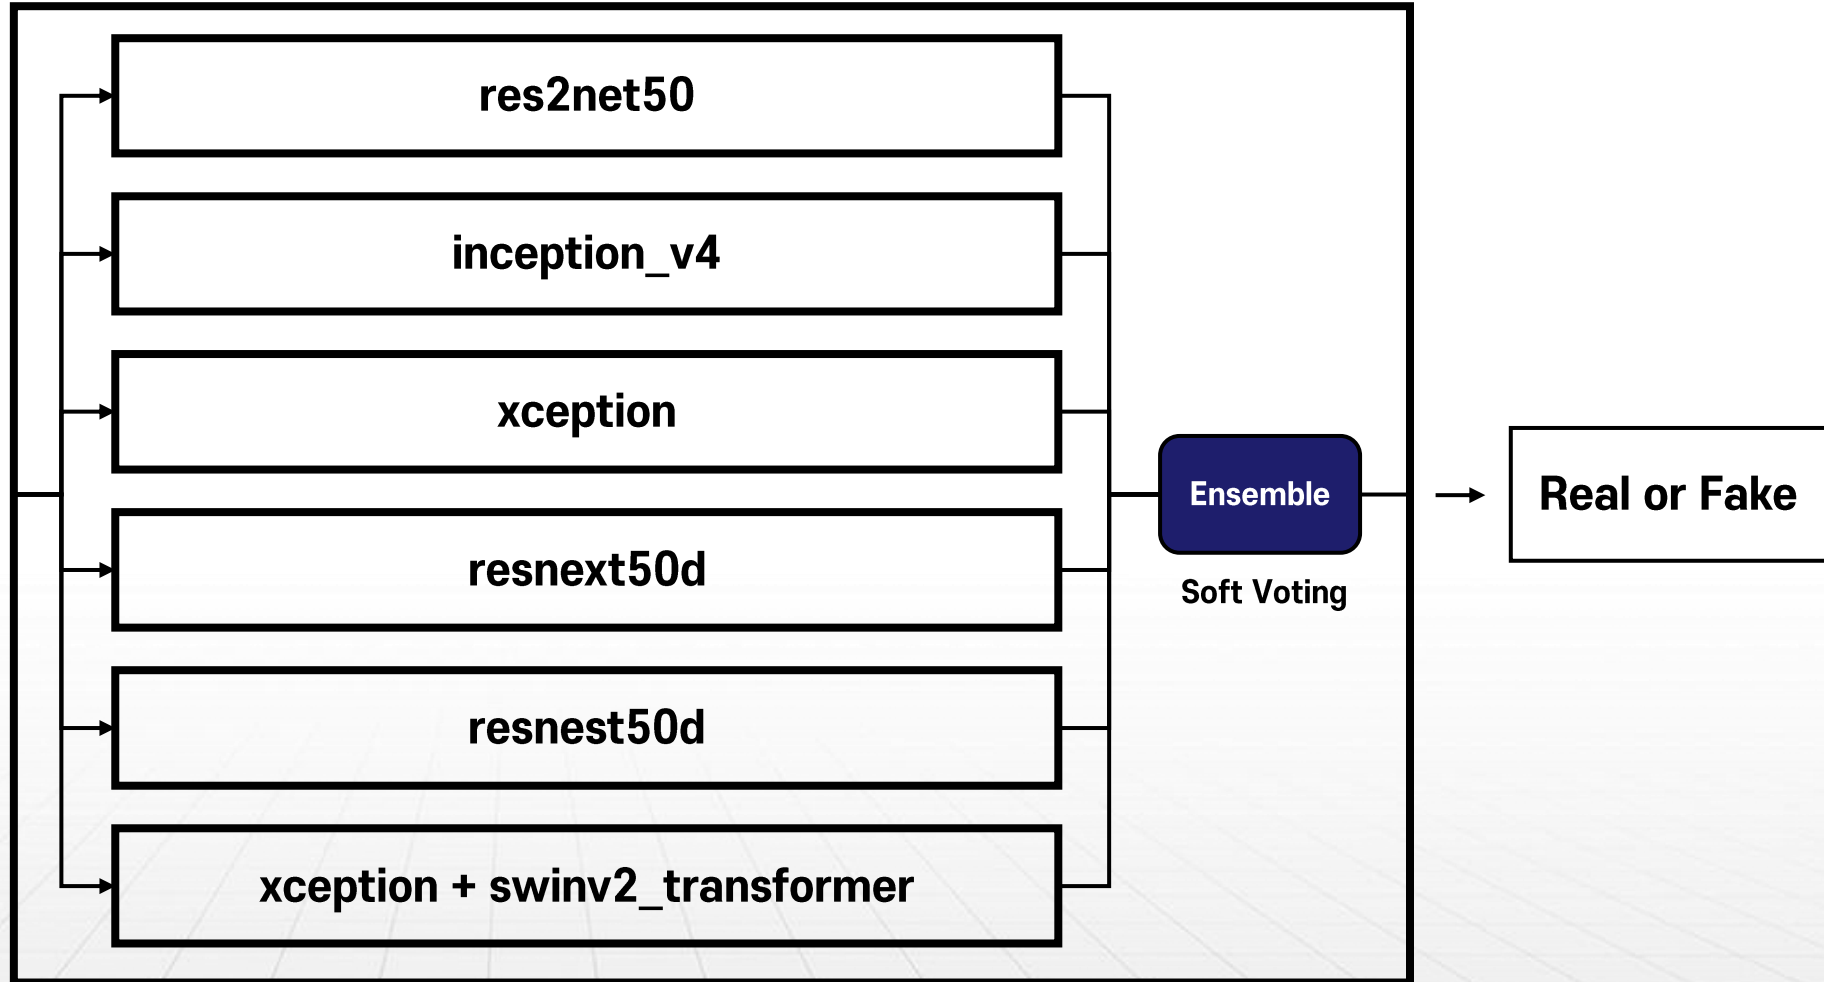 res2net50
inception_v4
xception
resnext50d
resnest50d
xception + swinv2_transformer
Ensemble
Soft Voting
Real or Fake